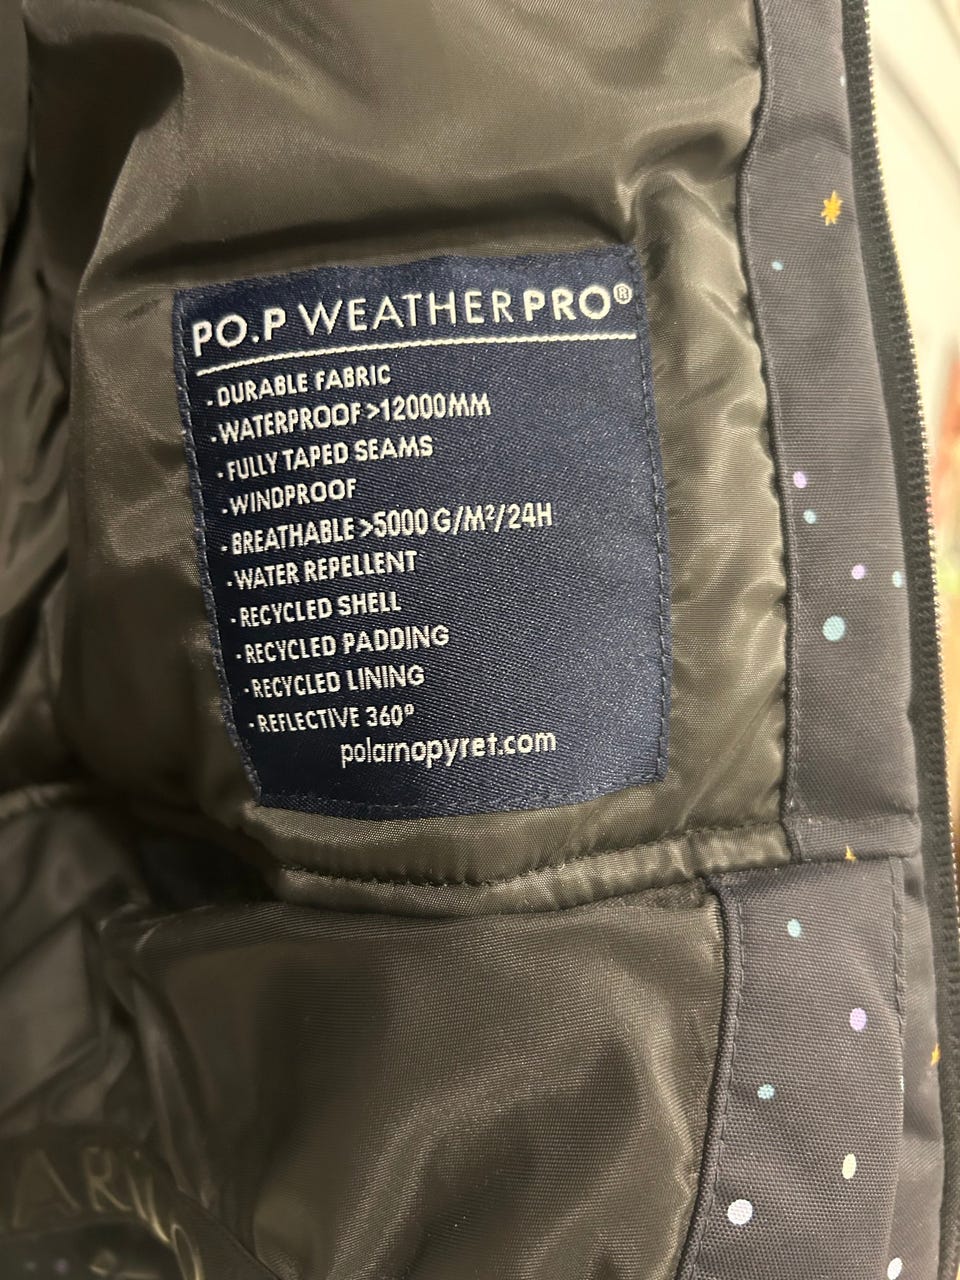 PO.P WEATHERPRO®
- DURABLE FABRIC
- WATERPROOF >12000MM
- FULLY TAPED SEAMS
- WINDPROOF
- BREATHABLE >5000 G/M²/24H
- WATER REPELLENT
- RECYCLED SHELL
- RECYCLED PADDING
- RECYCLED LINING
- REFLECTIVE 360°
polarnopyret.com